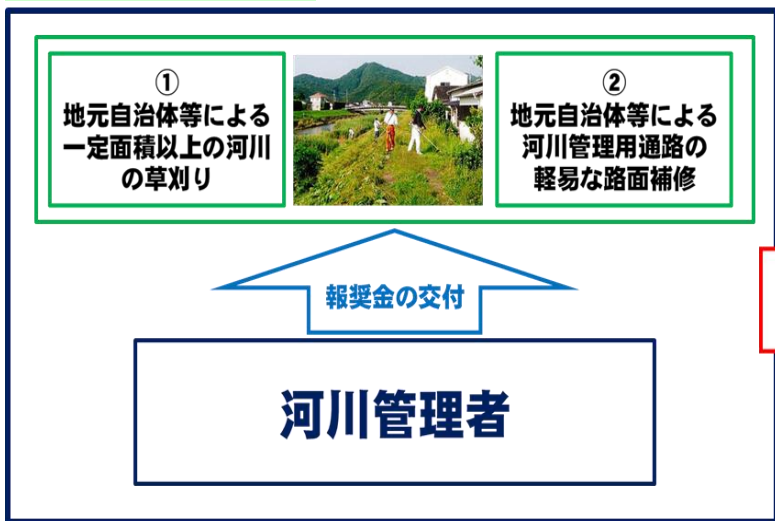 ①
地元自治体等による
一定面積以上の河川
の草刈り
②
地元自治体等による
河川管理用通路の
軽易な路面補修
報奨金の交付
河川管理者